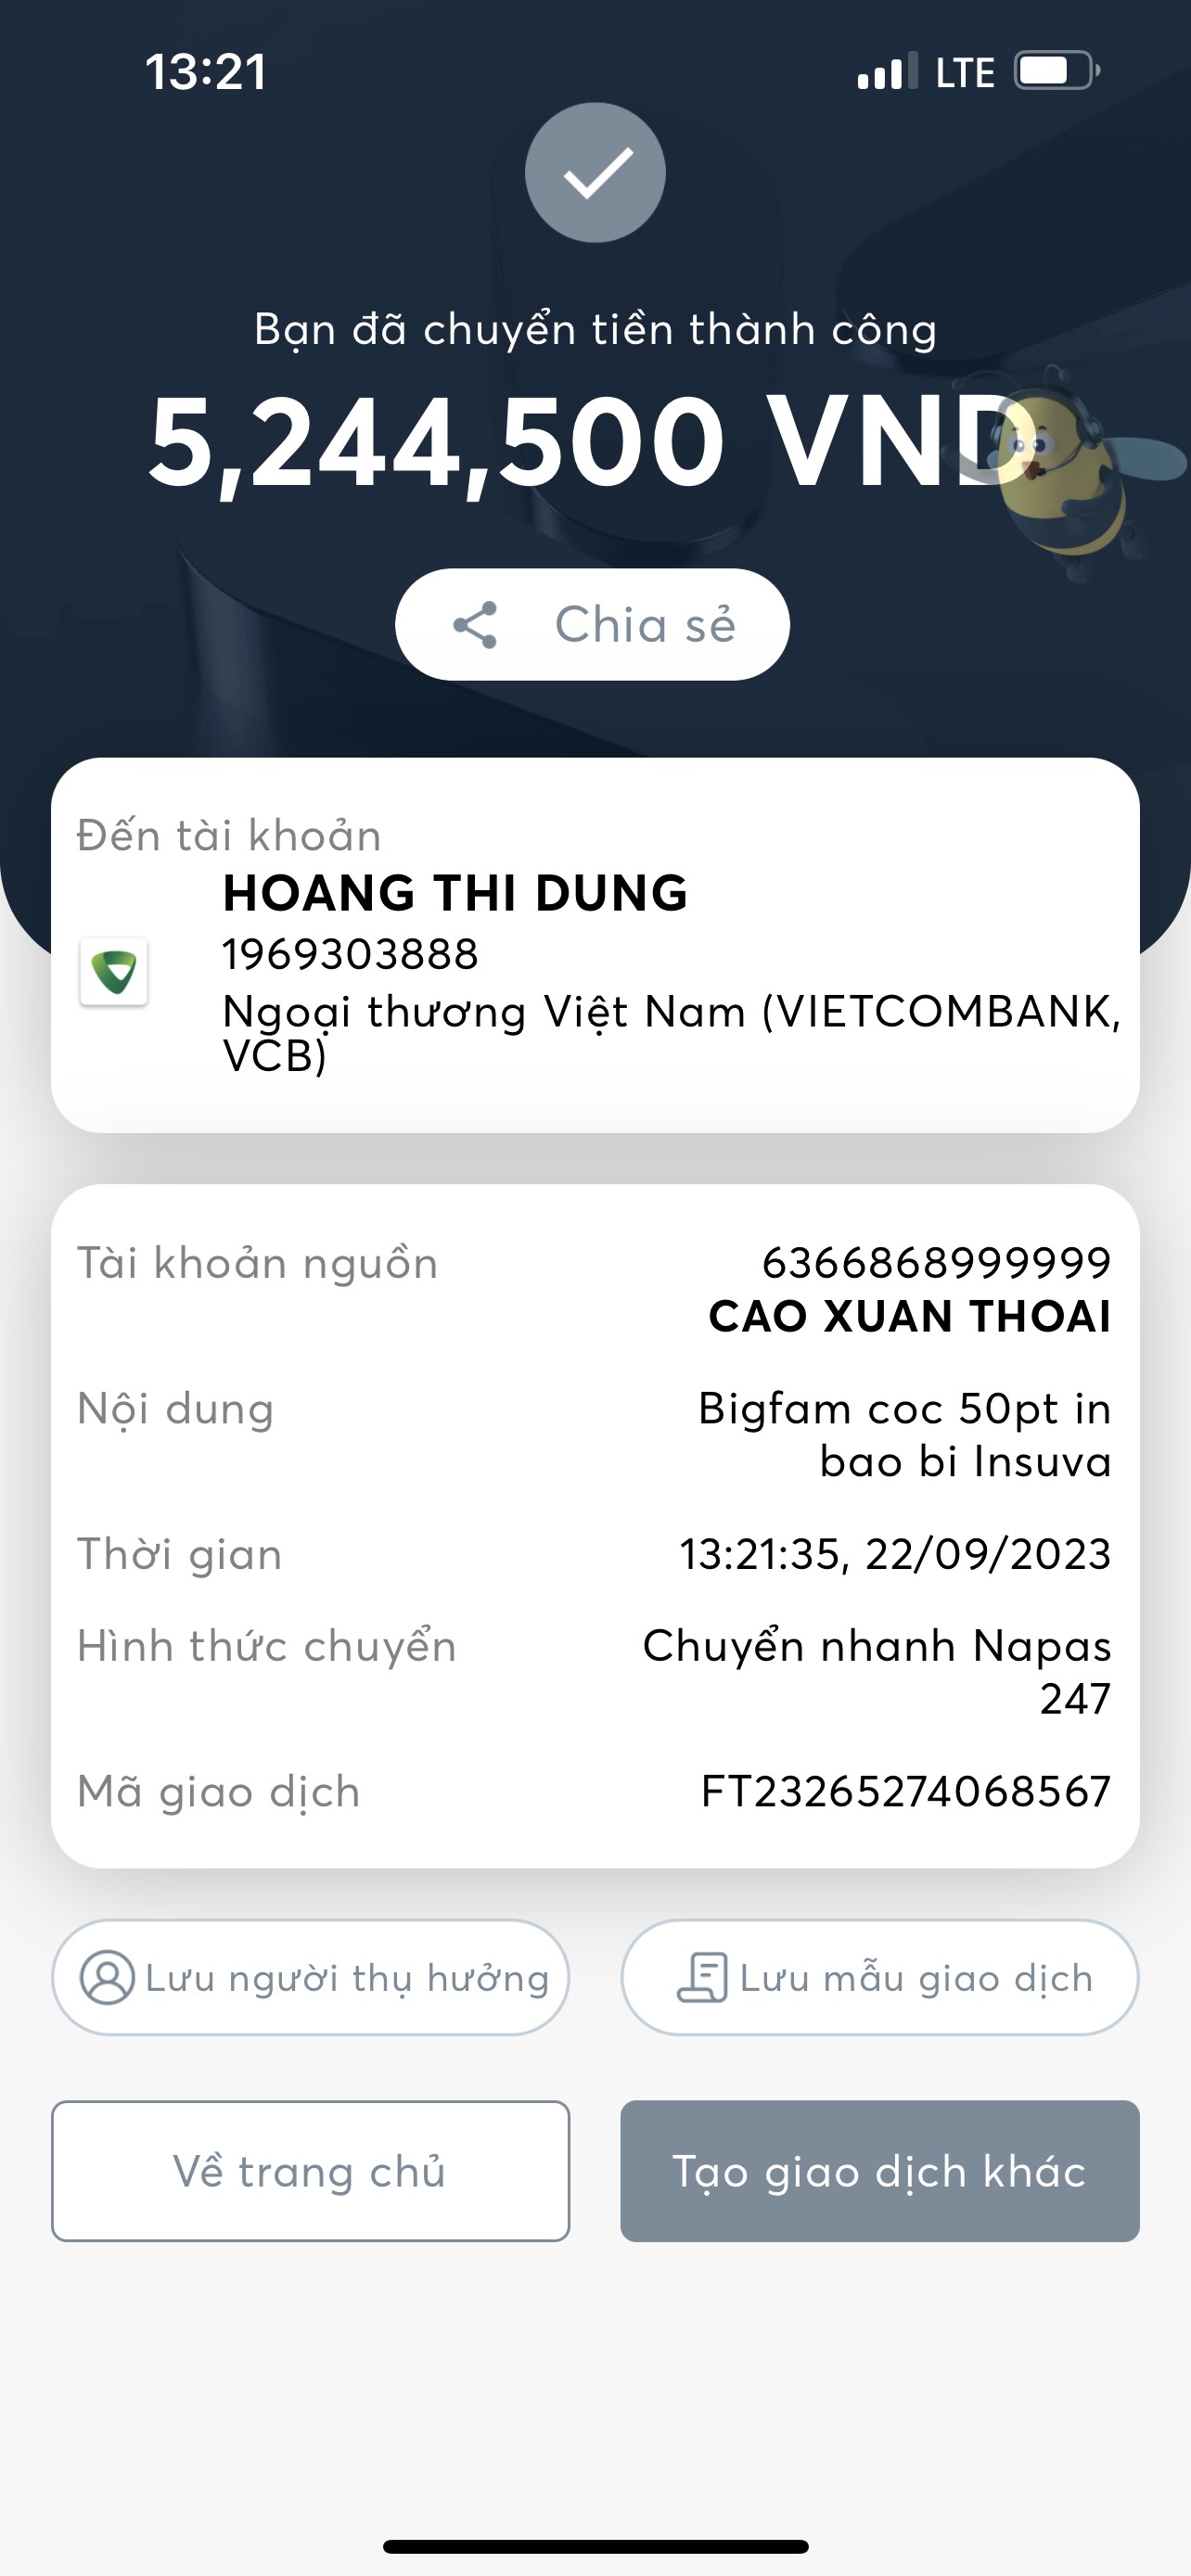 13:21
LTE
Bạn đã chuyển tiền thành công
5,244,500 VND
Chia sẻ
Đến tài khoản
HOANG THI DUNG
1969303888
Ngoại thương Việt Nam (VIETCOMBANK,
VCB)
Tài khoản nguồn
6366868999999
CAO XUAN THOAI
Nội dung
Bigfam coc 50pt in
bao bi Insuva
Thời gian
13:21:35, 22/09/2023
Hình thức chuyển
Chuyển nhanh Napas
247
Mã giao dịch
FT23265274068567
Lưu người thụ hưởng
Lưu mẫu giao dịch
Về trang chủ
Tạo giao dịch khác